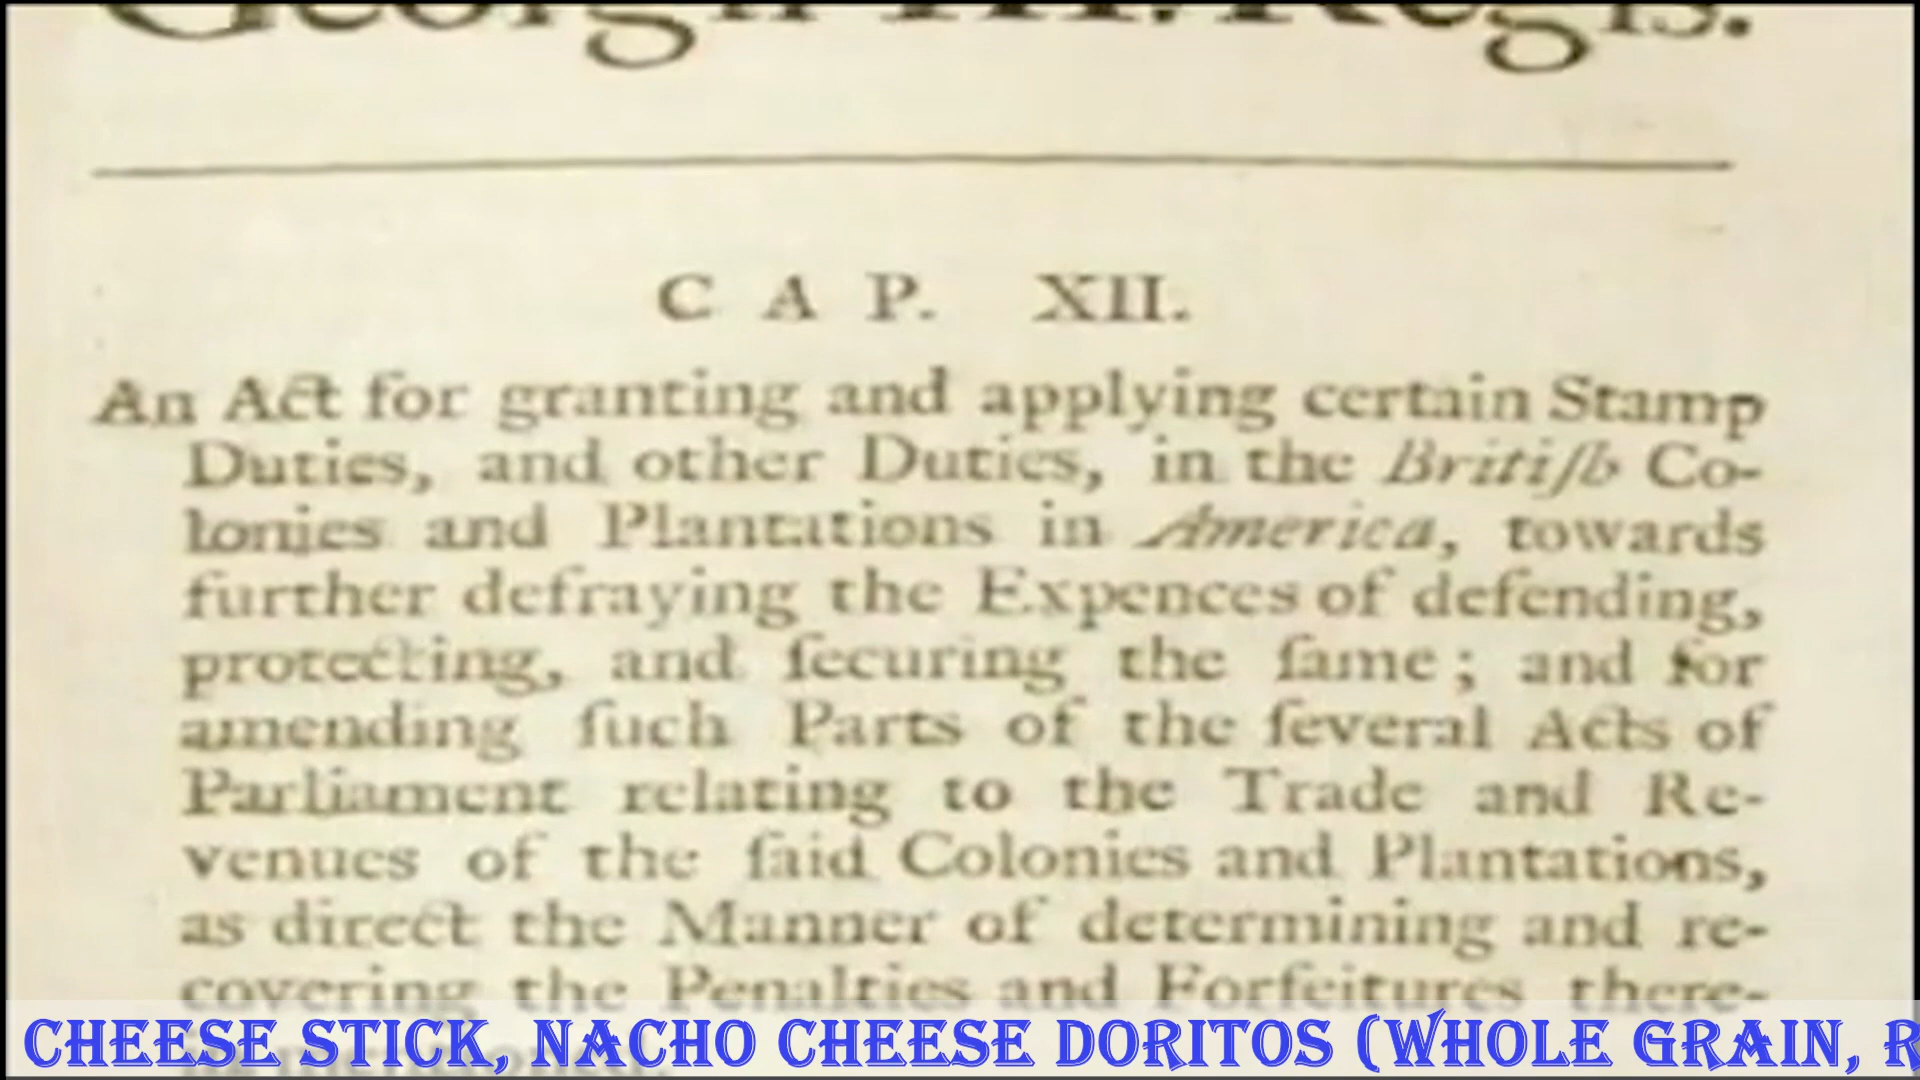 Georgii III. Regis.
C A P. XII.
An Act for granting and applying certain Stamp
Duties, and other Duties, in the Britiſh Co-
lonies and Plantations in America, towards
further defraying the Expences of defending,
protecting, and ſecuring the ſame; and for
amending ſuch Parts of the ſeveral Acts of
Parliament relating to the Trade and Re-
venues of the ſaid Colonies and Plantations,
as direct the Manner of determining and re-
covering the Penalties and Forfeitures there-
CHEESE STICK, NACHO CHEESE DORITOS (WHOLE GRAIN, R